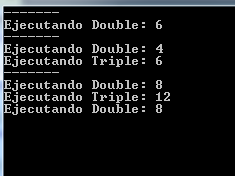 -------
Ejecutando Double: 6
-------
Ejecutando Double: 4
Ejecutando Triple: 6
-------
Ejecutando Double: 8
Ejecutando Triple: 12
Ejecutando Double: 8